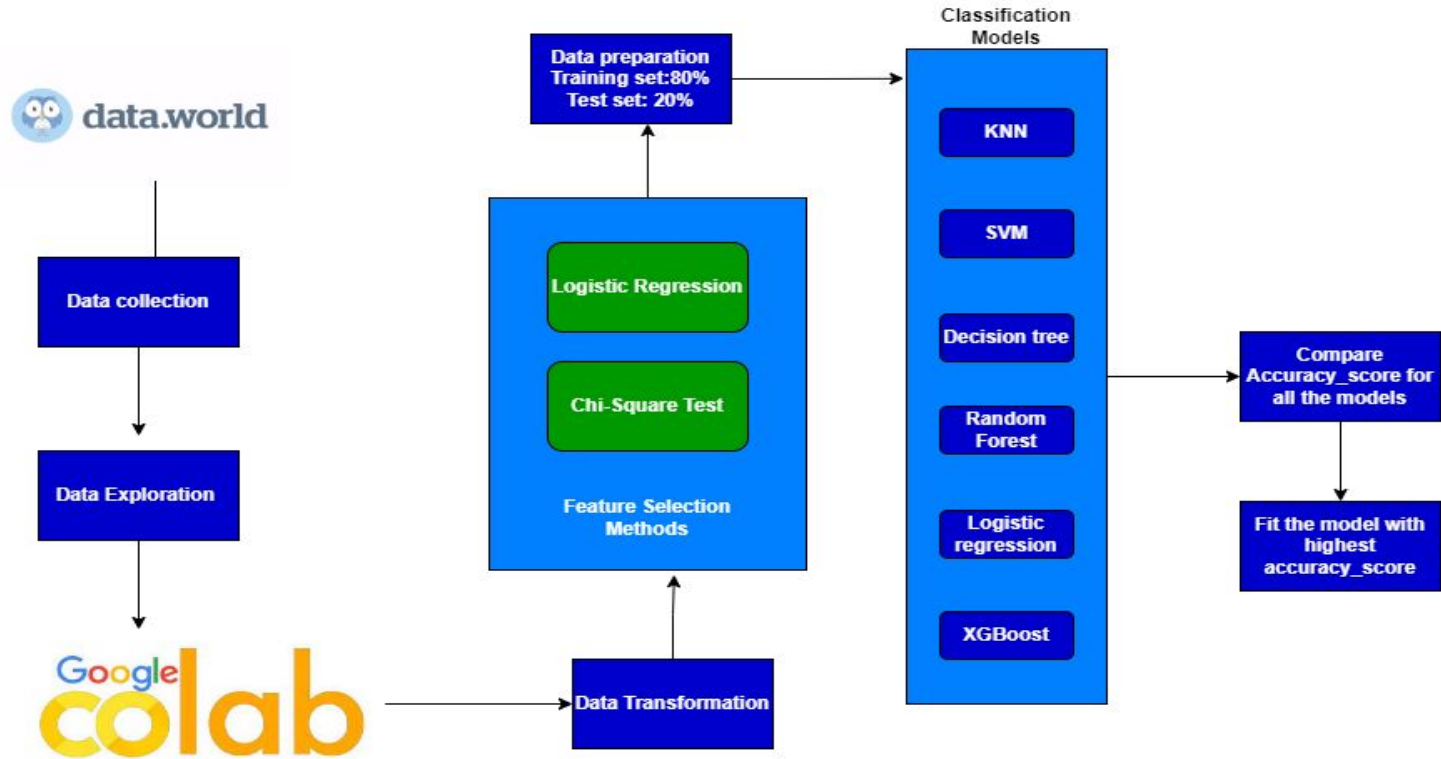 data.world
Data collection
Data Exploration
Google
colab
Data Transformation
Logistic Regression
Chi-Square Test
Feature Selection
Methods
Data preparation
Training set:80%
Test set: 20%
Classification
Models
KNN
SVM
Decision tree
Random
Forest
Logistic
regression
XGBoost
Compare
Accuracy_score for
all the models
Fit the model with
highest
accuracy_score